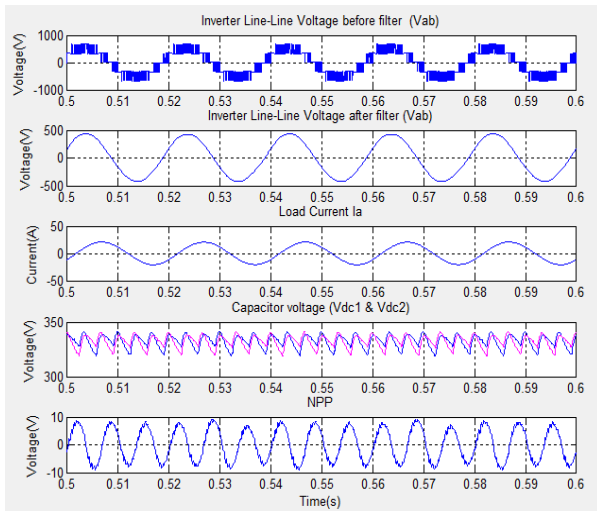 Inverter Line-Line Voltage before filter (Vab)
Voltage(V)
1000
0
-1000
0.5 0.51 0.52 0.53 0.54 0.55 0.56 0.57 0.58 0.59 0.6
Inverter Line-Line Voltage after filter (Vab)
Voltage(V)
500
0
-500
0.5 0.51 0.52 0.53 0.54 0.55 0.56 0.57 0.58 0.59 0.6
Load Current Ia
Current(A)
50
0
-50
0.5 0.51 0.52 0.53 0.54 0.55 0.56 0.57 0.58 0.59 0.6
Capacitor voltage (Vdc1 & Vdc2)
Voltage(V)
350
300
0.5 0.51 0.52 0.53 0.54 0.55 0.56 0.57 0.58 0.59 0.6
NPP
Voltage(V)
10
0
-10
0.5 0.51 0.52 0.53 0.54 0.55 0.56 0.57 0.58 0.59 0.6
Time(s)